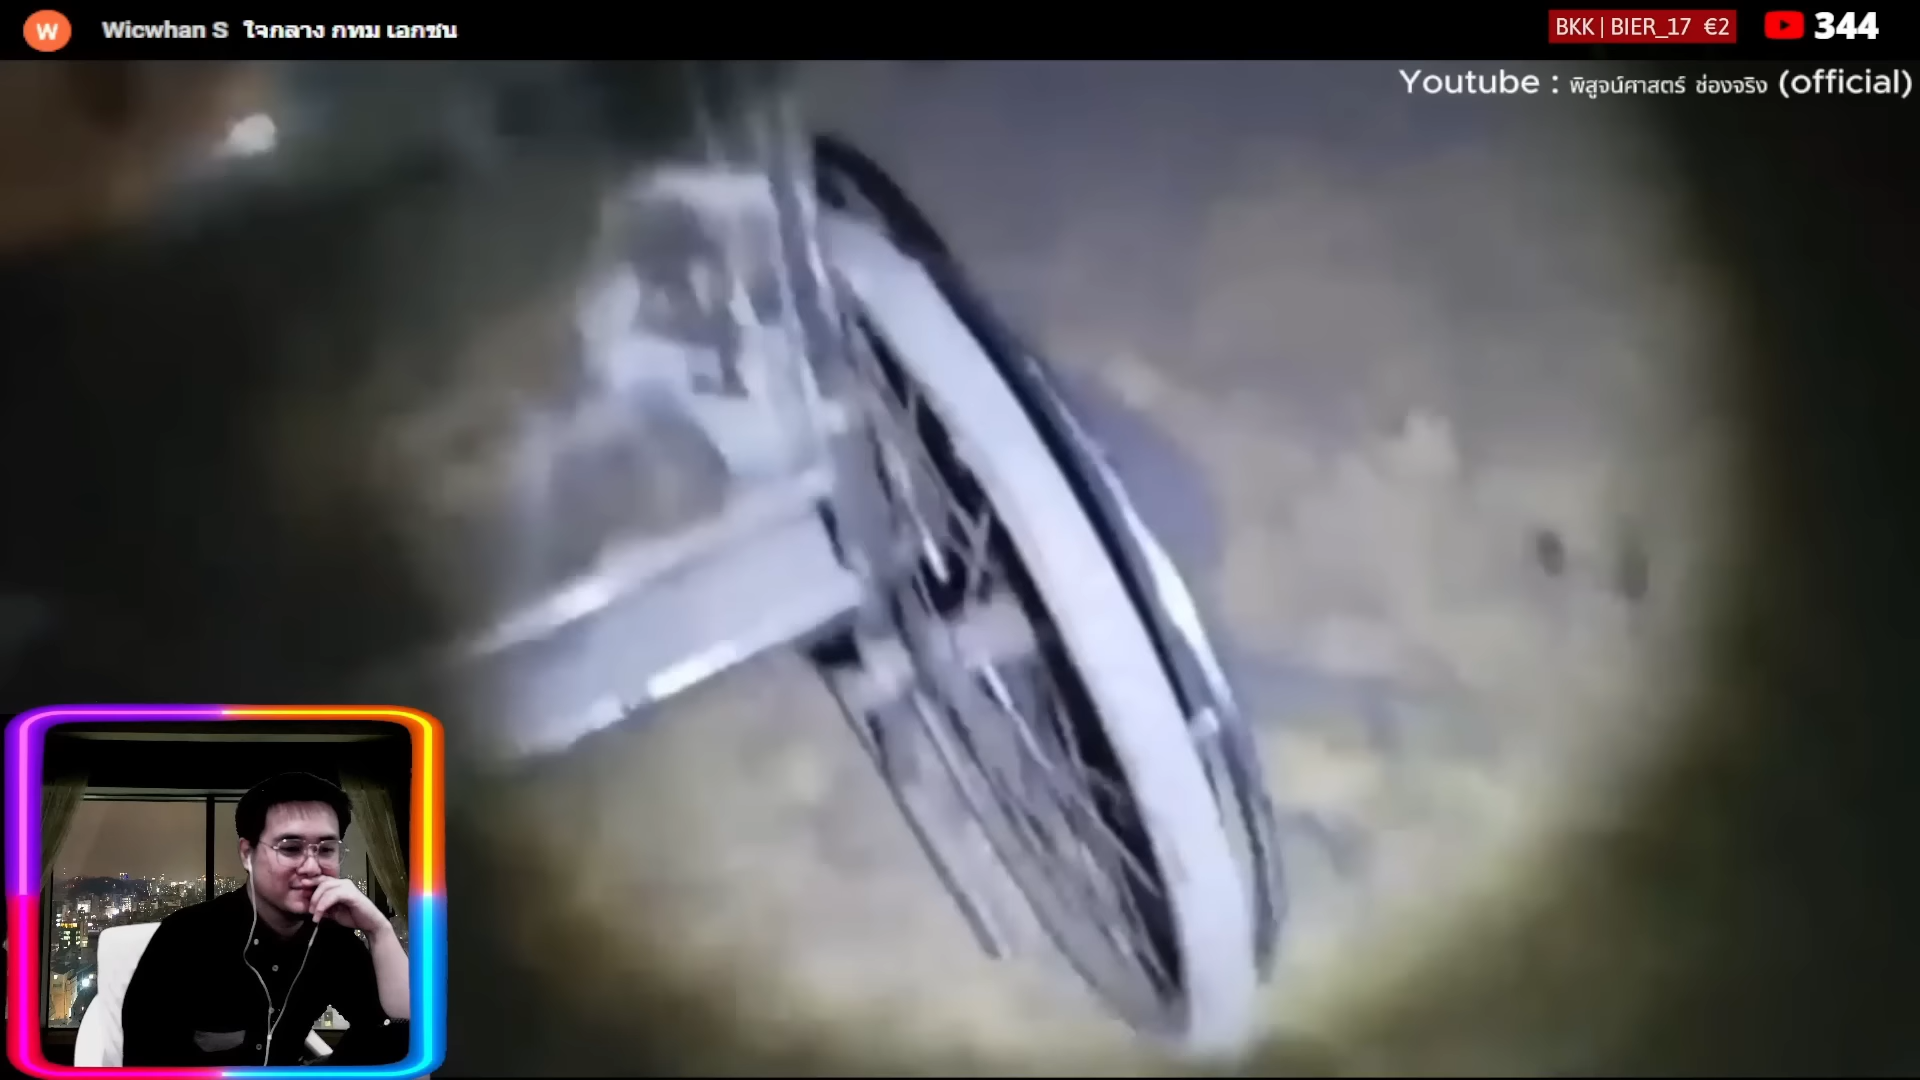 W Wicwhan S ใจกลาง กทม เอกชน
BKK | BIER_17 €2
344
Youtube : พิสูจน์ศาสตร์ ช่องจริง (official)